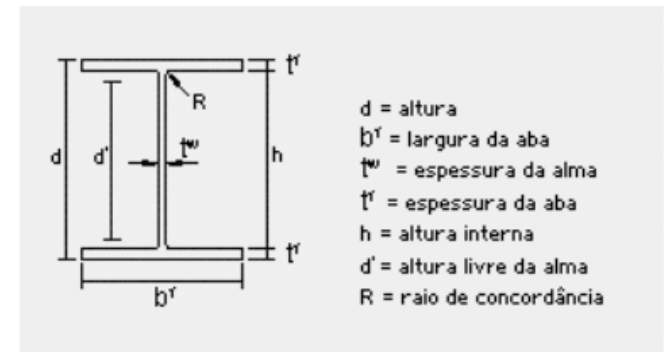 tᶠ
R
d
d'
tʷ
h
tᶠ
bᶠ
d = altura
bᶠ = largura da aba
tʷ = espessura da alma
tᶠ = espessura da aba
h = altura interna
d' = altura livre da alma
R = raio de concordância